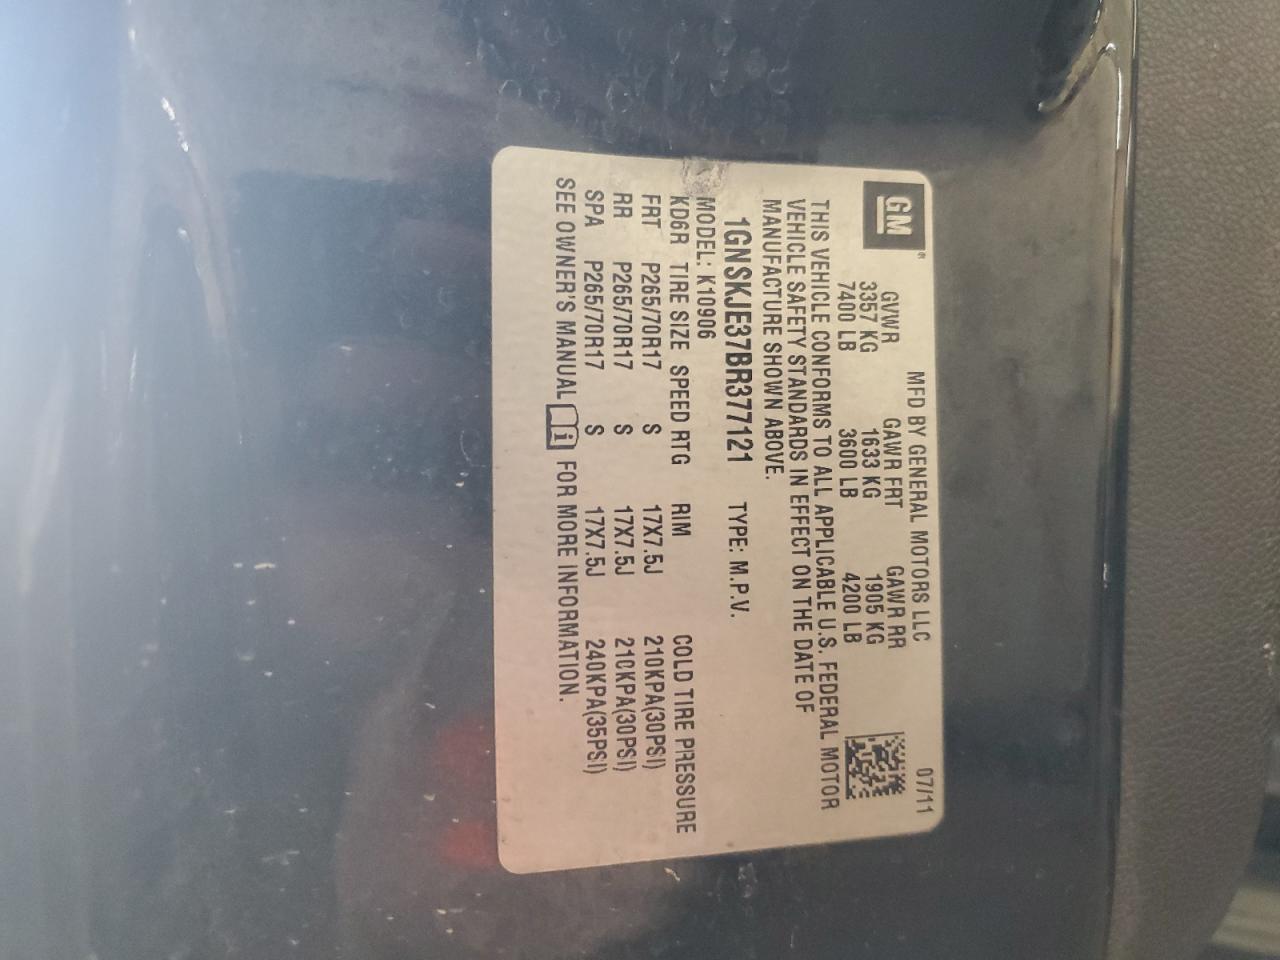 GM®
MFD BY GENERAL MOTORS LLC 07/11
GVWR GAWR FRT GAWR RR
3357 KG 1633 KG 1905 KG
7400 LB 3600 LB 4200 LB
THIS VEHICLE CONFORMS TO ALL APPLICABLE U.S. FEDERAL MOTOR
VEHICLE SAFETY STANDARDS IN EFFECT ON THE DATE OF
MANUFACTURE SHOWN ABOVE.
1GNSKJE37BR377121 TYPE: M.P.V.
MODEL: K10906
KD6R TIRE SIZE SPEED RTG RIM COLD TIRE PRESSURE
FRT P265/70R17 S 17X7.5J 210KPA(30PSI)
RR P265/70R17 S 17X7.5J 210KPA(30PSI)
SPA P265/70R17 S 17X7.5J 240KPA(35PSI)
SEE OWNER'S MANUAL i FOR MORE INFORMATION.